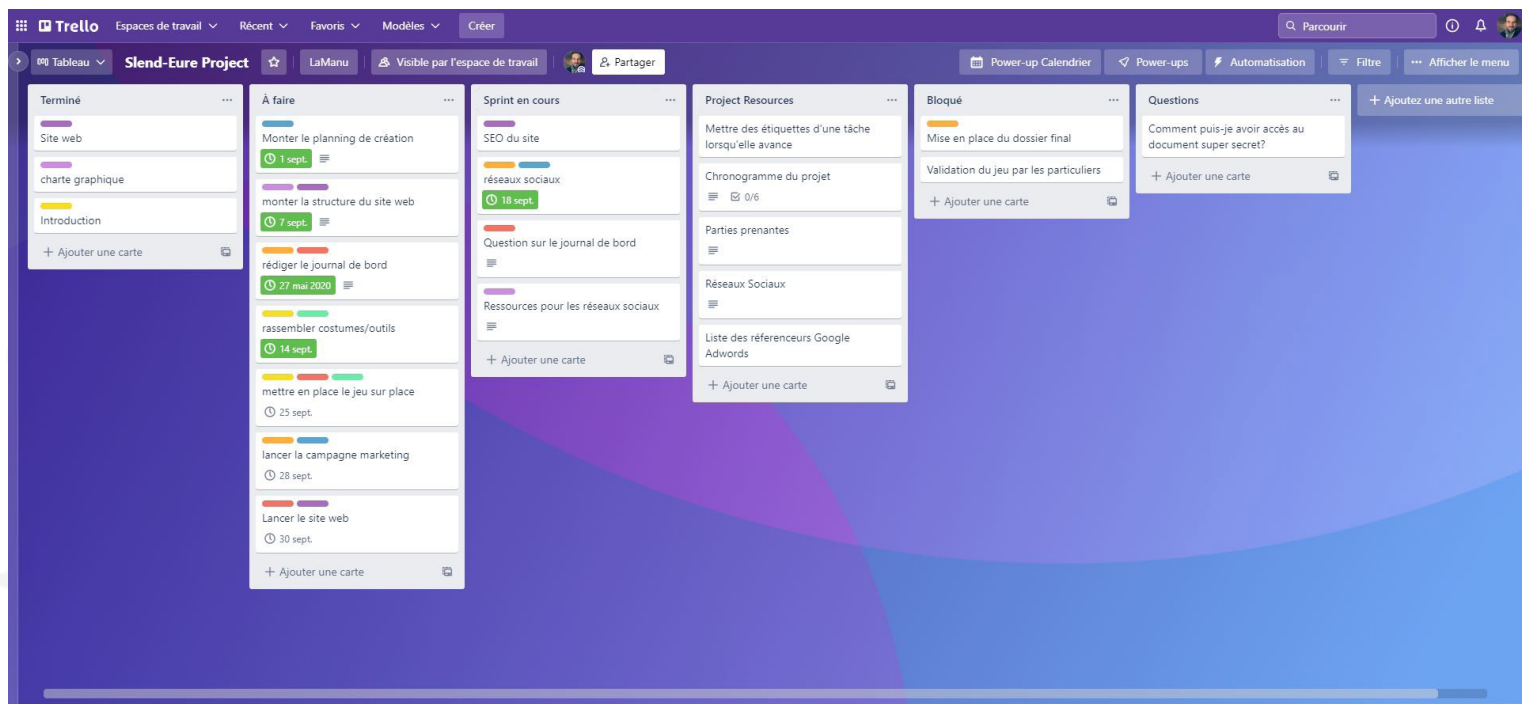 Trello
Espaces de travail
Récent
Favoris
Modèles
Créer
Parcourir
Tableau
Slend-Eure Project
LaManu
Visible par l'espace de travail
Partager
Power-up Calendrier
Power-ups
Automatisation
Filtre
Afficher le menu
Terminé
Site web
charte graphique
Introduction
+ Ajouter une carte
À faire
Monter le planning de création
1 sept.
monter la structure du site web
7 sept.
rédiger le journal de bord
27 mai 2020
rassembler costumes/outils
14 sept.
mettre en place le jeu sur place
25 sept.
lancer la campagne marketing
28 sept.
Lancer le site web
30 sept.
+ Ajouter une carte
Sprint en cours
SEO du site
réseaux sociaux
18 sept.
Question sur le journal de bord
Ressources pour les réseaux sociaux
+ Ajouter une carte
Project Resources
Mettre des étiquettes d'une tâche
lorsqu'elle avance
Chronogramme du projet
0/6
Parties prenantes
Réseaux Sociaux
Liste des réferenceurs Google
Adwords
+ Ajouter une carte
Bloqué
Mise en place du dossier final
Validation du jeu par les particuliers
+ Ajouter une carte
Questions
Comment puis-je avoir accès au
document super secret?
+ Ajouter une carte
+ Ajoutez une autre liste